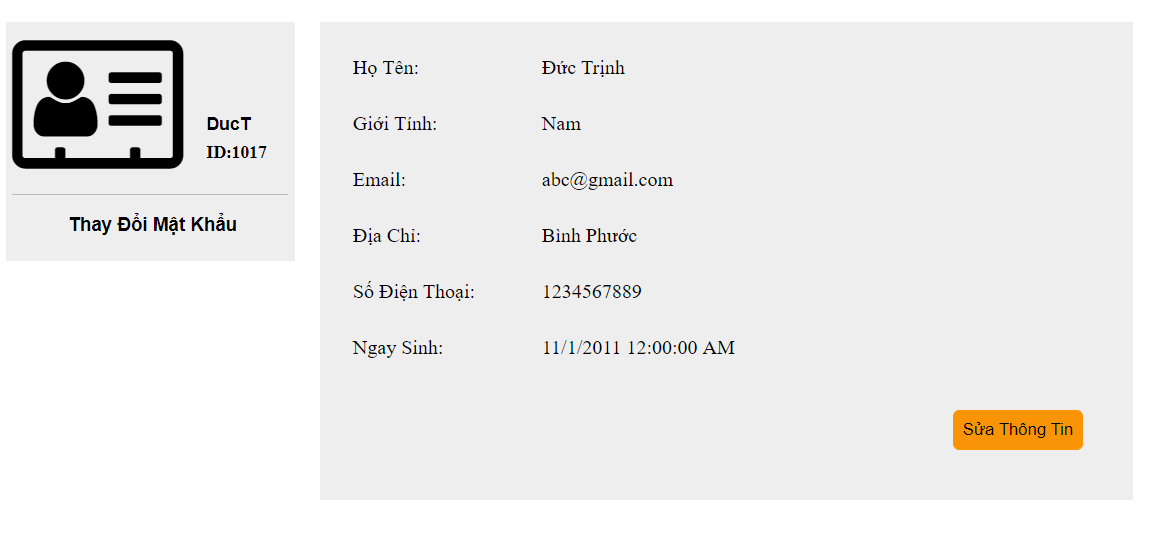 DucT
ID:1017
Thay Đổi Mật Khẩu
Họ Tên: Đức Trịnh
Giới Tính: Nam
Email: abc@gmail.com
Địa Chỉ: Bình Phước
Số Điện Thoại: 1234567889
Ngay Sinh: 11/1/2011 12:00:00 AM
Sửa Thông Tin